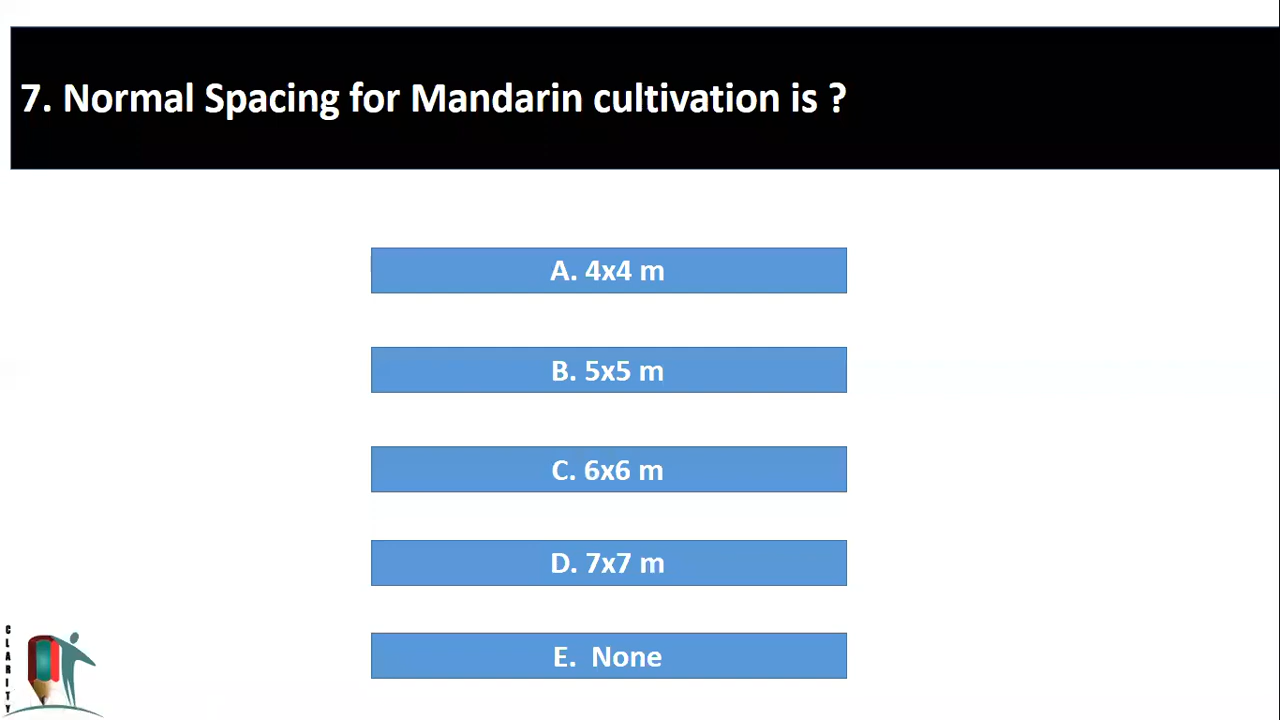 7. Normal Spacing for Mandarin cultivation is ?
A. 4x4 m
B. 5x5 m
C. 6x6 m
D. 7x7 m
E. None
CLARITY